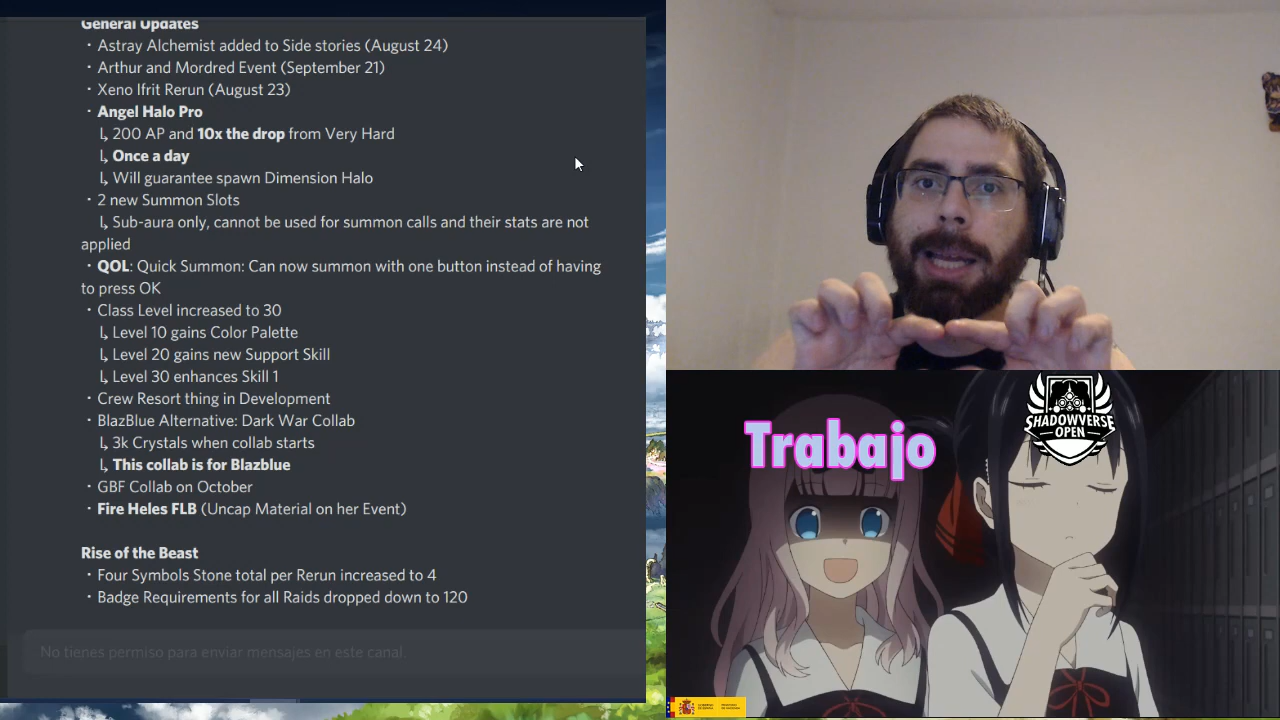 General Updates
· Astray Alchemist added to Side stories (August 24)
· Arthur and Mordred Event (September 21)
· Xeno Ifrit Rerun (August 23)
· Angel Halo Pro
↳ 200 AP and 10x the drop from Very Hard
↳ Once a day
↳ Will guarantee spawn Dimension Halo
· 2 new Summon Slots
↳ Sub-aura only, cannot be used for summon calls and their stats are not
applied
· QOL: Quick Summon: Can now summon with one button instead of having
to press OK
· Class Level increased to 30
↳ Level 10 gains Color Palette
↳ Level 20 gains new Support Skill
↳ Level 30 enhances Skill 1
· Crew Resort thing in Development
· BlazBlue Alternative: Dark War Collab
↳ 3k Crystals when collab starts
↳ This collab is for Blazblue
· GBF Collab on October
· Fire Heles FLB (Uncap Material on her Event)
Rise of the Beast
· Four Symbols Stone total per Rerun increased to 4
· Badge Requirements for all Raids dropped down to 120
No tienes permiso para enviar mensajes en este canal.
SHADOWVERSE
OPEN
Trabajo